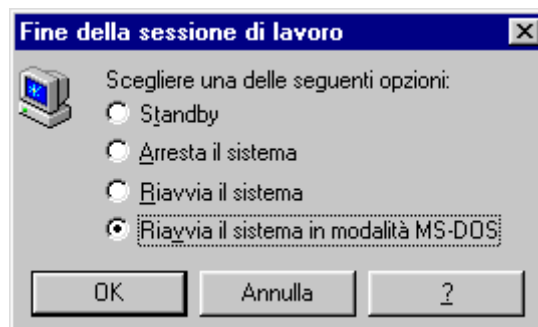 Fine della sessione di lavoro
Scegliere una delle seguenti opzioni:
Standby
Arresta il sistema
Riavvia il sistema
Riavvia il sistema in modalità MS-DOS
OK Annulla ?